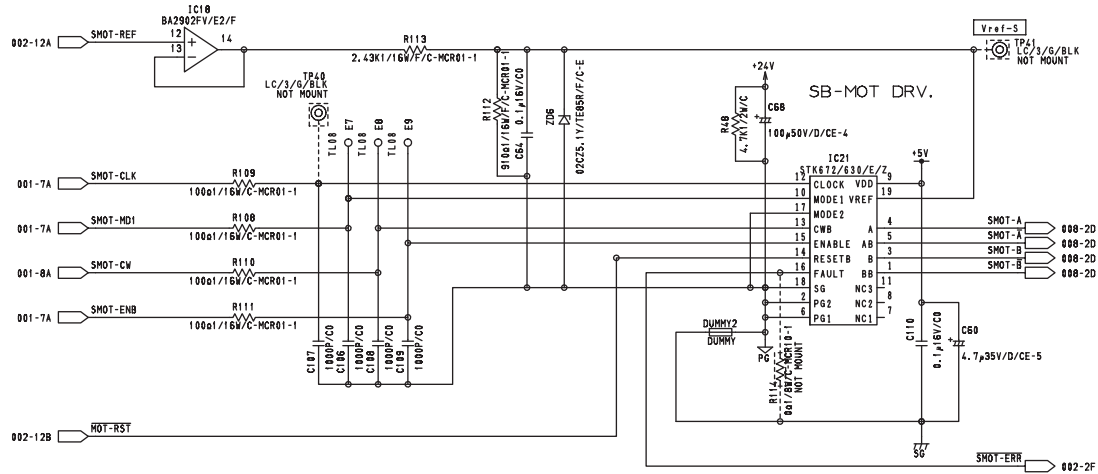 IC18
BA2902FV/E2/F
002-12A
SMOT-REF
12
13
14
R113
2.43K1/16W/F/C-MCR01-1
Vref-S
TP41
LC/3/G/BLK
NOT MOUNT
TP40
LC/3/G/BLK
NOT MOUNT
R112
910Ω1/16W/F/C-MCR01-1
0.1μ16V/C0
C64
ZD6
02CZ5.1Y/TE85R/F/C-E
+24V
SB-MOT DRV.
R48
4.7K1/2W/C
C68
100μ50V/D/CE-4
TL08 E7
TL08 E8
TL08 E9
IC21
STK672/630/E/Z
+5V
001-7A
SMOT-CLK
R109
100Ω1/16W/C-MCR01-1
001-7A
SMOT-MD1
R108
100Ω1/16W/C-MCR01-1
001-8A
SMOT-CW
R110
100Ω1/16W/C-MCR01-1
001-7A
SMOT-ENB
R111
100Ω1/16W/C-MCR01-1
12 CLOCK VDD 9
10 MODE1 VREF 19
17 MODE2
13 CWB A 4
15 ENABLE AB 5
14 RESETB B 3
16 FAULT BB 1
18 SG NC3 11
2 PG2 NC2 8
6 PG1 NC1 7
SMOT-A
008-2D
SMOT-A
008-2D
SMOT-B
008-2D
SMOT-B
008-2D
C107
1000P/C0
C106
1000P/C0
C108
1000P/C0
C109
1000P/C0
DUMMY2
DUMMY
PG
R114
0Ω1/8W/C-MCR10-1
NOT MOUNT
C110
0.1μ16V/C0
C60
4.7μ35V/D/CE-5
SG
002-12B
MOT-RST
SMOT-ERR
002-2F